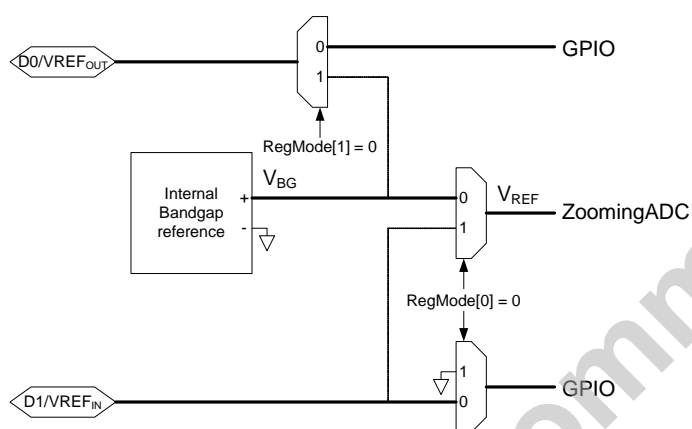 D0/VREFOUT
0
1
GPIO
RegMode[1] = 0
Internal
Bandgap
reference
+
-
VBG
0
1
VREF
ZoomingADC
RegMode[0] = 0
D1/VREFIN
1
0
GPIO